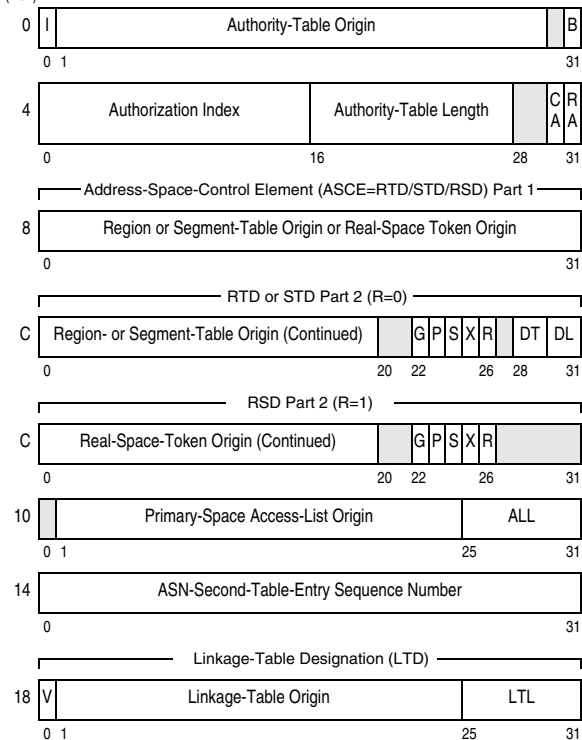 0 I Authority-Table Origin B
0 1 31
4 Authorization Index Authority-Table Length C A R A
0 16 28 31
Address-Space-Control Element (ASCE=RTD/STD/RSD) Part 1
8 Region or Segment-Table Origin or Real-Space Token Origin
0 31
RTD or STD Part 2 (R=0)
C Region- or Segment-Table Origin (Continued) G P S X R DT DL
0 20 22 26 28 31
RSD Part 2 (R=1)
C Real-Space-Token Origin (Continued) G P S X R
0 20 22 26 31
10 Primary-Space Access-List Origin ALL
0 1 25 31
14 ASN-Second-Table-Entry Sequence Number
0 31
Linkage-Table Designation (LTD)
18 V Linkage-Table Origin LTL
0 1 25 31